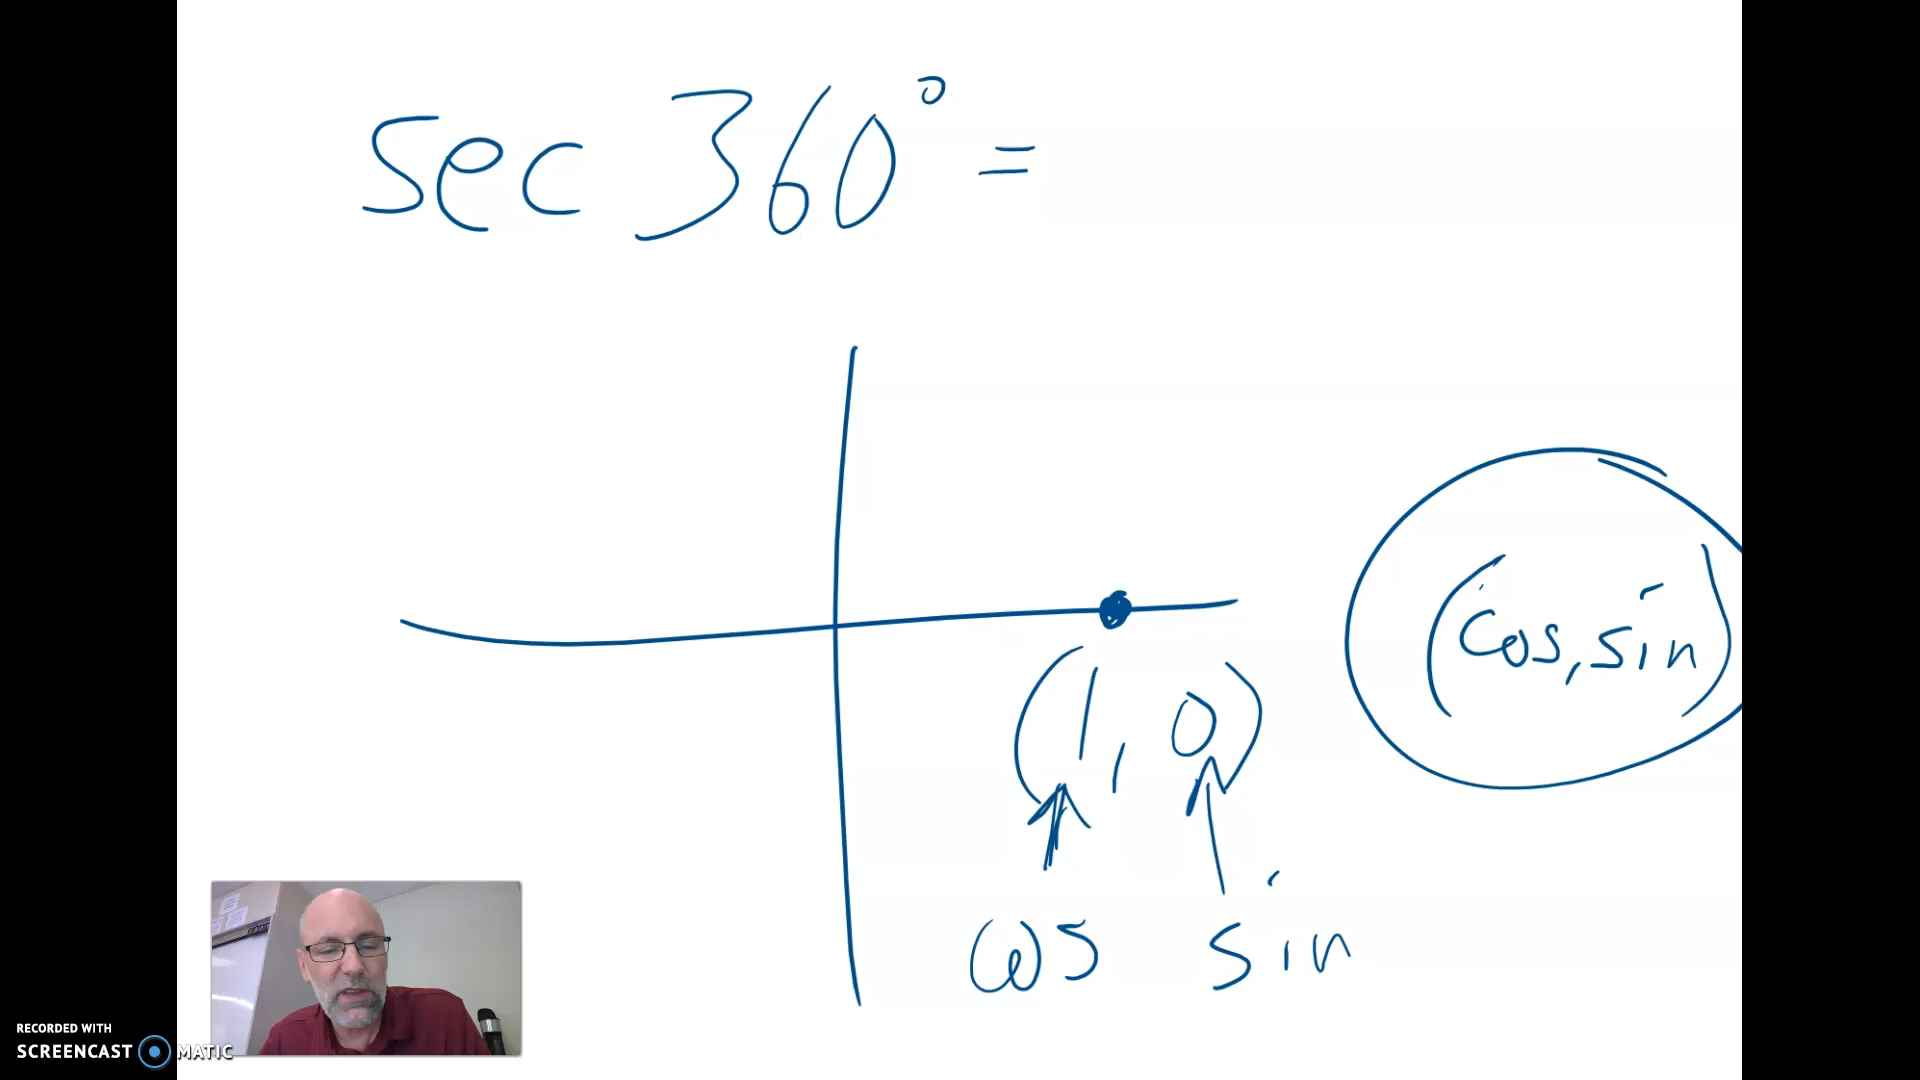 sec 360° =
(cos, sin)
(1, 0)
cos sin
RECORDED WITH
SCREENCAST MATIC